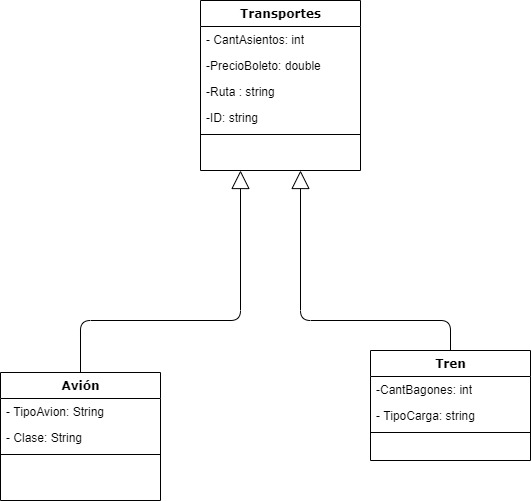 Transportes
- CantAsientos: int
-PrecioBoleto: double
-Ruta : string
-ID: string
Avión
- TipoAvion: String
- Clase: String
Tren
-CantBagones: int
- TipoCarga: string